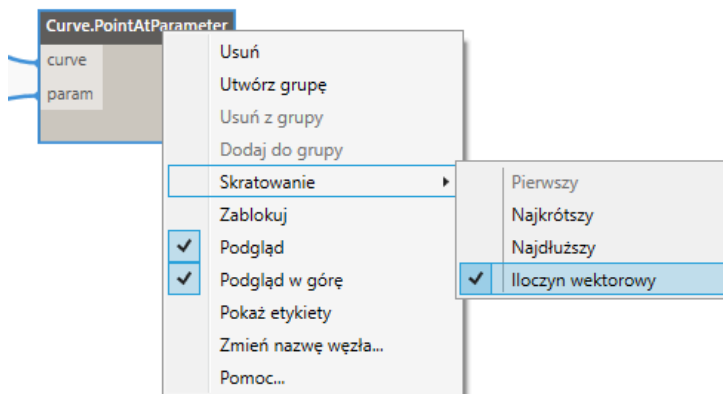 Curve.PointAtParameter
curve
param
Usuń
Utwórz grupę
Usuń z grupy
Dodaj do grupy
Skratowanie
Zablokuj
Podgląd
Podgląd w górę
Pokaż etykiety
Zmień nazwę węzła...
Pomoc...
Pierwszy
Najkrótszy
Najdłuższy
Iloczyn wektorowy